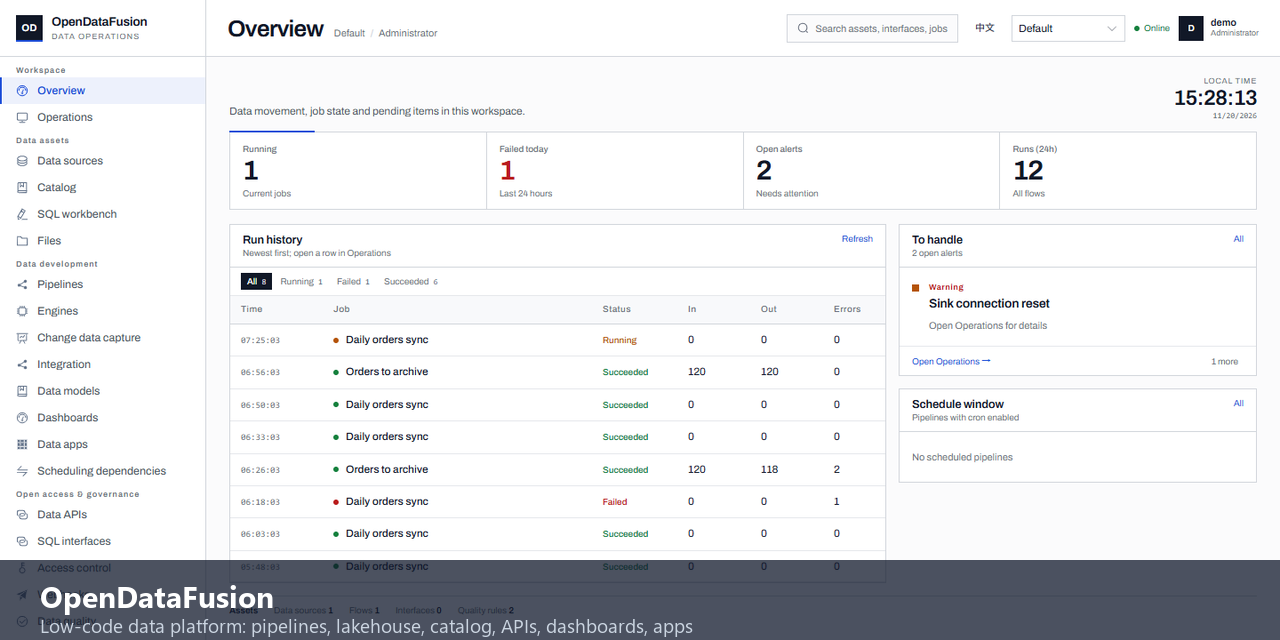 OD
OpenDataFusion
DATA OPERATIONS
Overview
Default / Administrator
Search assets, interfaces, jobs
中文
Default
Online
D
demo
Administrator
Workspace
Overview
Operations
Data assets
Data sources
Catalog
SQL workbench
Files
Data development
Pipelines
Engines
Change data capture
Integration
Data models
Dashboards
Data apps
Scheduling dependencies
Open access & governance
Data APIs
SQL interfaces
Access control
Data movement, job state and pending items in this workspace.
LOCAL TIME
15:28:13
11/20/2026
Running
1
Current jobs
Failed today
1
Last 24 hours
Open alerts
2
Needs attention
Runs (24h)
12
All flows
Run history
Newest first; open a row in Operations
Refresh
All 8 Running 1 Failed 1 Succeeded 6
Time Job Status In Out Errors
07:25:03 Daily orders sync Running 0 0 0
06:56:03 Orders to archive Succeeded 120 120 0
06:50:03 Daily orders sync Succeeded 0 0 0
06:33:03 Daily orders sync Succeeded 0 0 0
06:26:03 Orders to archive Succeeded 120 118 2
06:18:03 Daily orders sync Failed 0 0 1
06:03:03 Daily orders sync Succeeded 0 0 0
05:48:03 Daily orders sync Succeeded 0 0 0
Assets Data sources 1 Flows 1 Interfaces 0 Quality rules 2
To handle
2 open alerts
All
Warning
Sink connection reset
Open Operations for details
Open Operations →
1 more
Schedule window
Pipelines with cron enabled
All
No scheduled pipelines
OpenDataFusion
Low-code data platform: pipelines, lakehouse, catalog, APIs, dashboards, apps